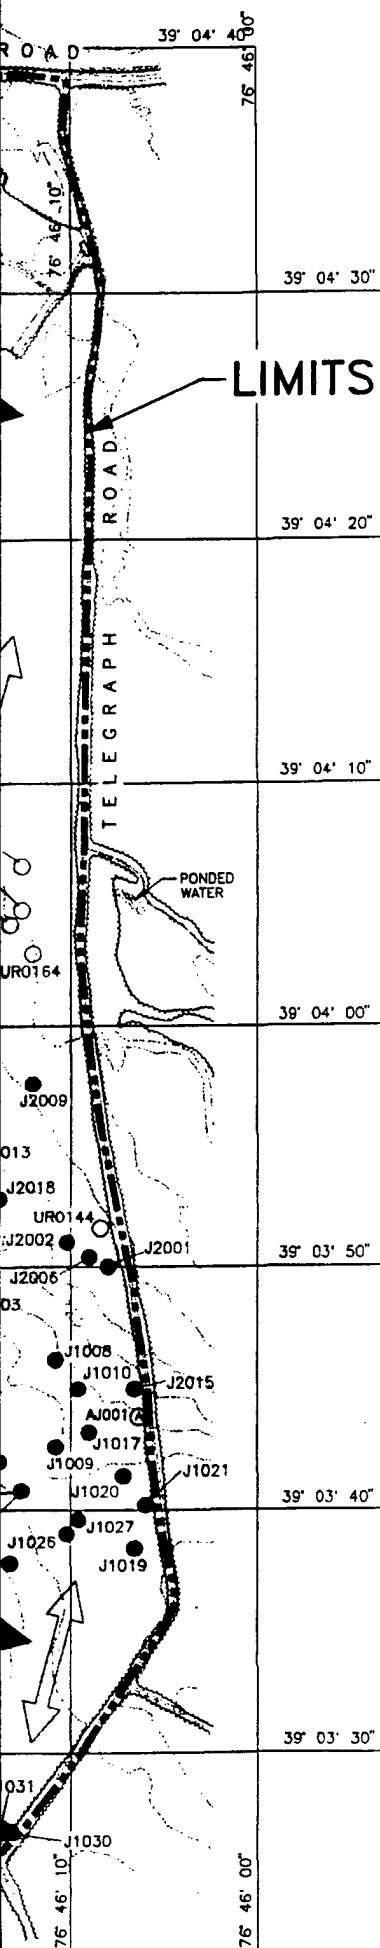 ROAD
39° 04' 40"
76° 46' 00"
76° 46' 10"
39° 04' 30"
LIMITS
TELEGRAPH ROAD
39° 04' 20"
39° 04' 10"
PONDED
WATER
UR0164
39° 04' 00"
J2009
013
J2018
UR0144
J2002
J2001
39° 03' 50"
J2006
03
J1008
J1010
J2015
AJ001
A
J1017
J1009
J1021
J1020
39° 03' 40"
J1027
J1026
J1019
39° 03' 30"
1031
J1030
76° 46' 10"
76° 46' 00"